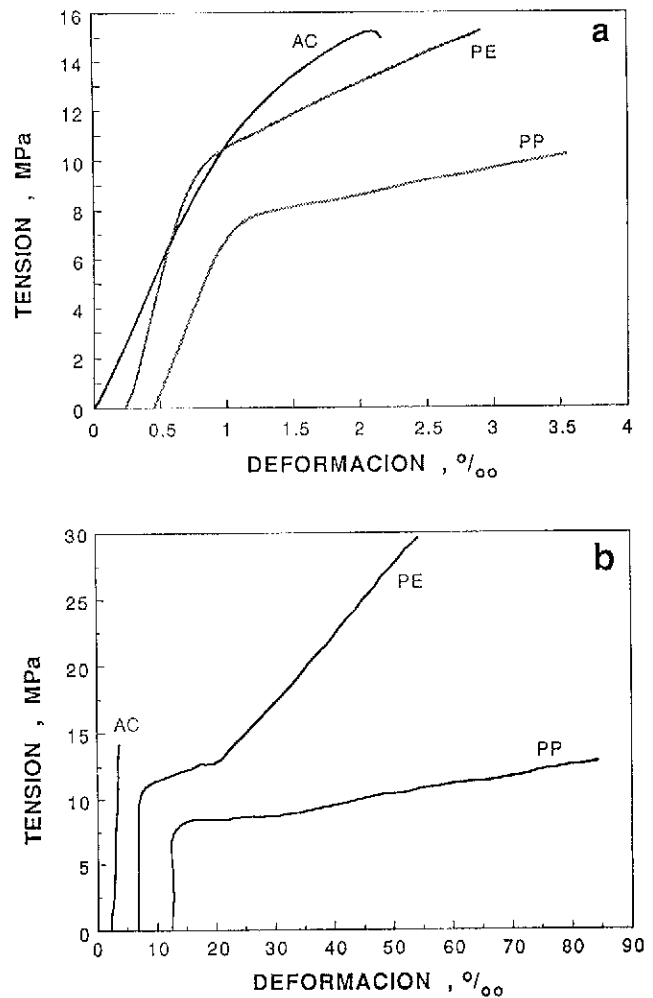 a
16
14
12
10
8
6
4
2
0
TENSION , MPa
AC
PE
PP
0 0.5 1 1.5 2 2.5 3 3.5 4
DEFORMACION , º/ₒₒ
b
30
25
20
15
10
5
0
TENSION , MPa
AC
PE
PP
0 10 20 30 40 50 60 70 80 90
DEFORMACION , º/ₒₒ